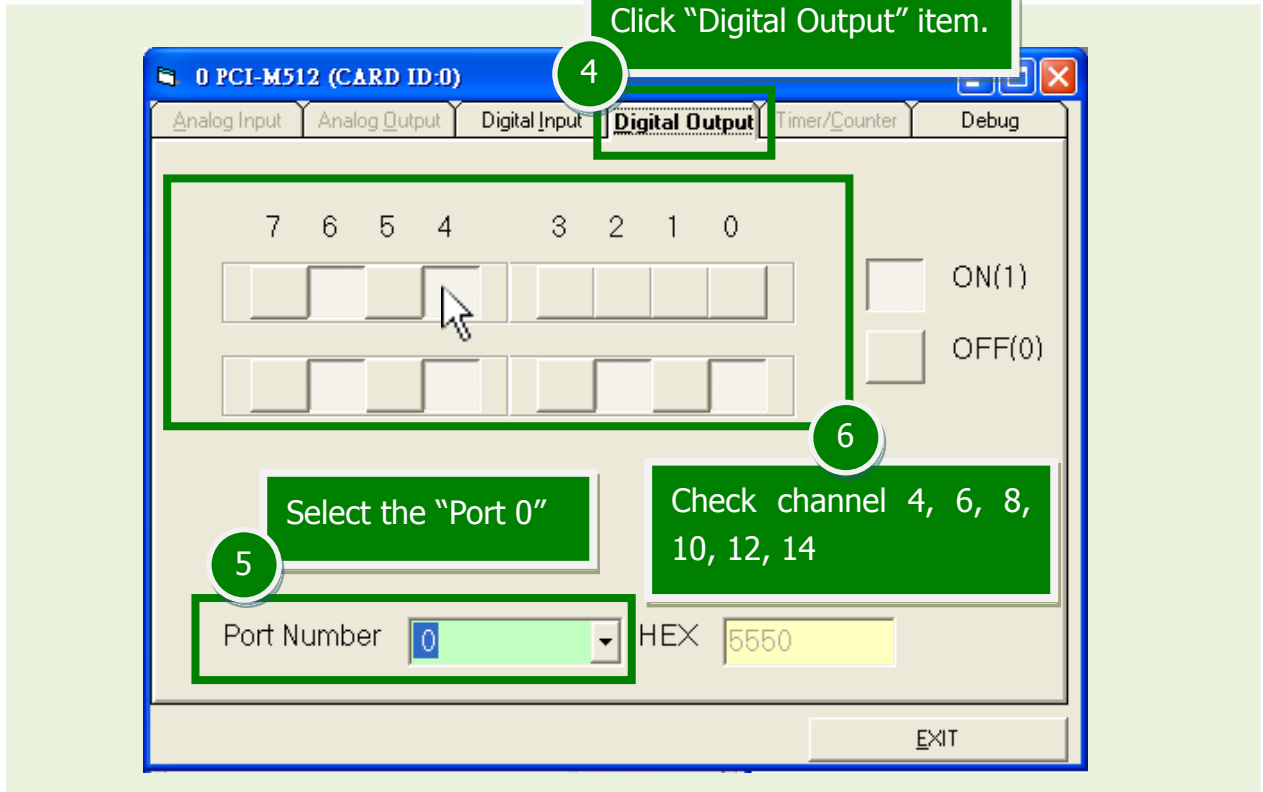 Click “Digital Output” item.
4
0 PCI-M512 (CARD ID:0)
Analog Input Analog Output Digital Input Digital Output Timer/Counter Debug
7 6 5 4 3 2 1 0
ON(1)
OFF(0)
6
Select the “Port 0”
Check channel 4, 6, 8,
10, 12, 14
5
Port Number 0 HEX 5550
EXIT